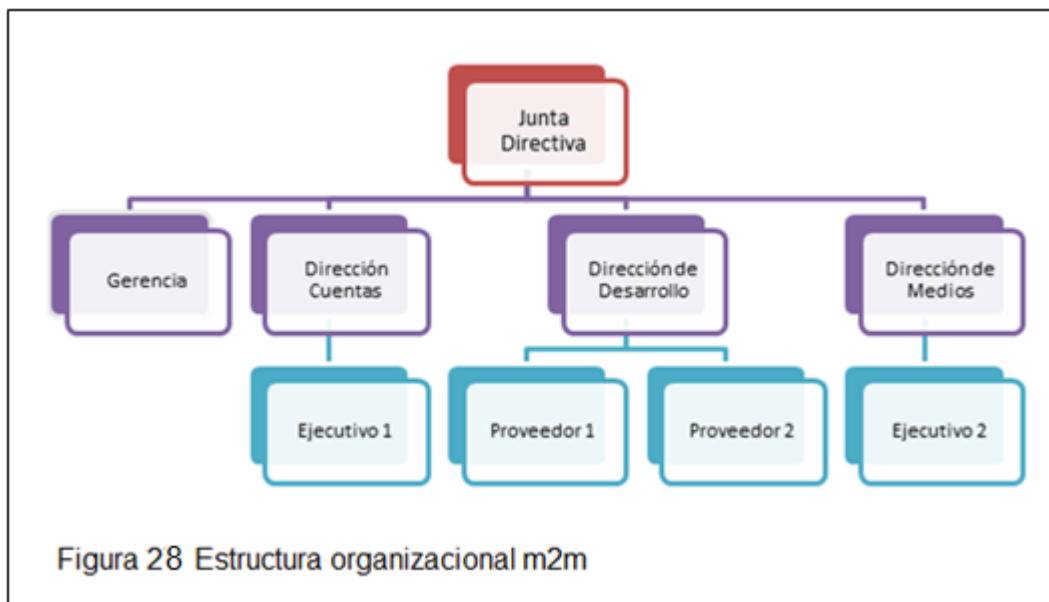 Junta
Directiva
Gerencia
Dirección
Cuentas
Dirección de
Desarrollo
Dirección de
Medios
Ejecutivo 1
Proveedor 1
Proveedor 2
Ejecutivo 2
Figura 28 Estructura organizacional m2m